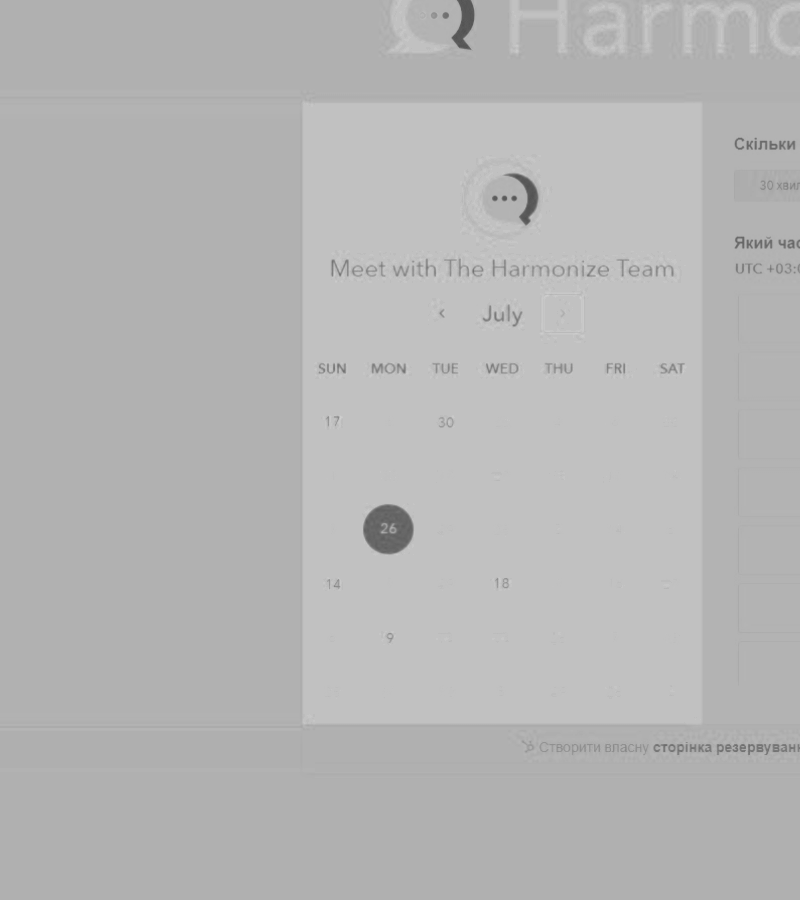 Harmo
Meet with The Harmonize Team
‹ July ›
SUN MON TUE WED THU FRI SAT
17 30
26
14 18
9
Скільки
30 хвил
Який час
UTC +03:0
Створити власну сторінка резервуванн